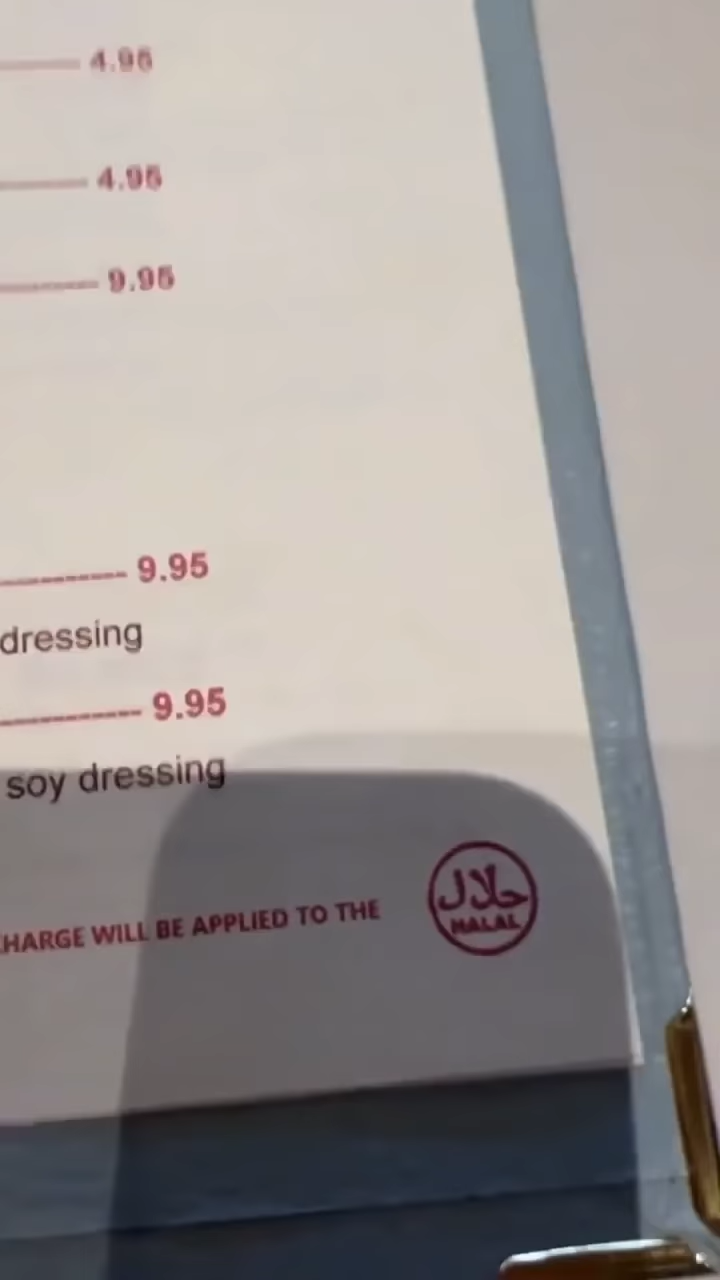 4.95
4.95
9.95
9.95
dressing
9.95
soy dressing
CHARGE WILL BE APPLIED TO THE
حلال
HALAL